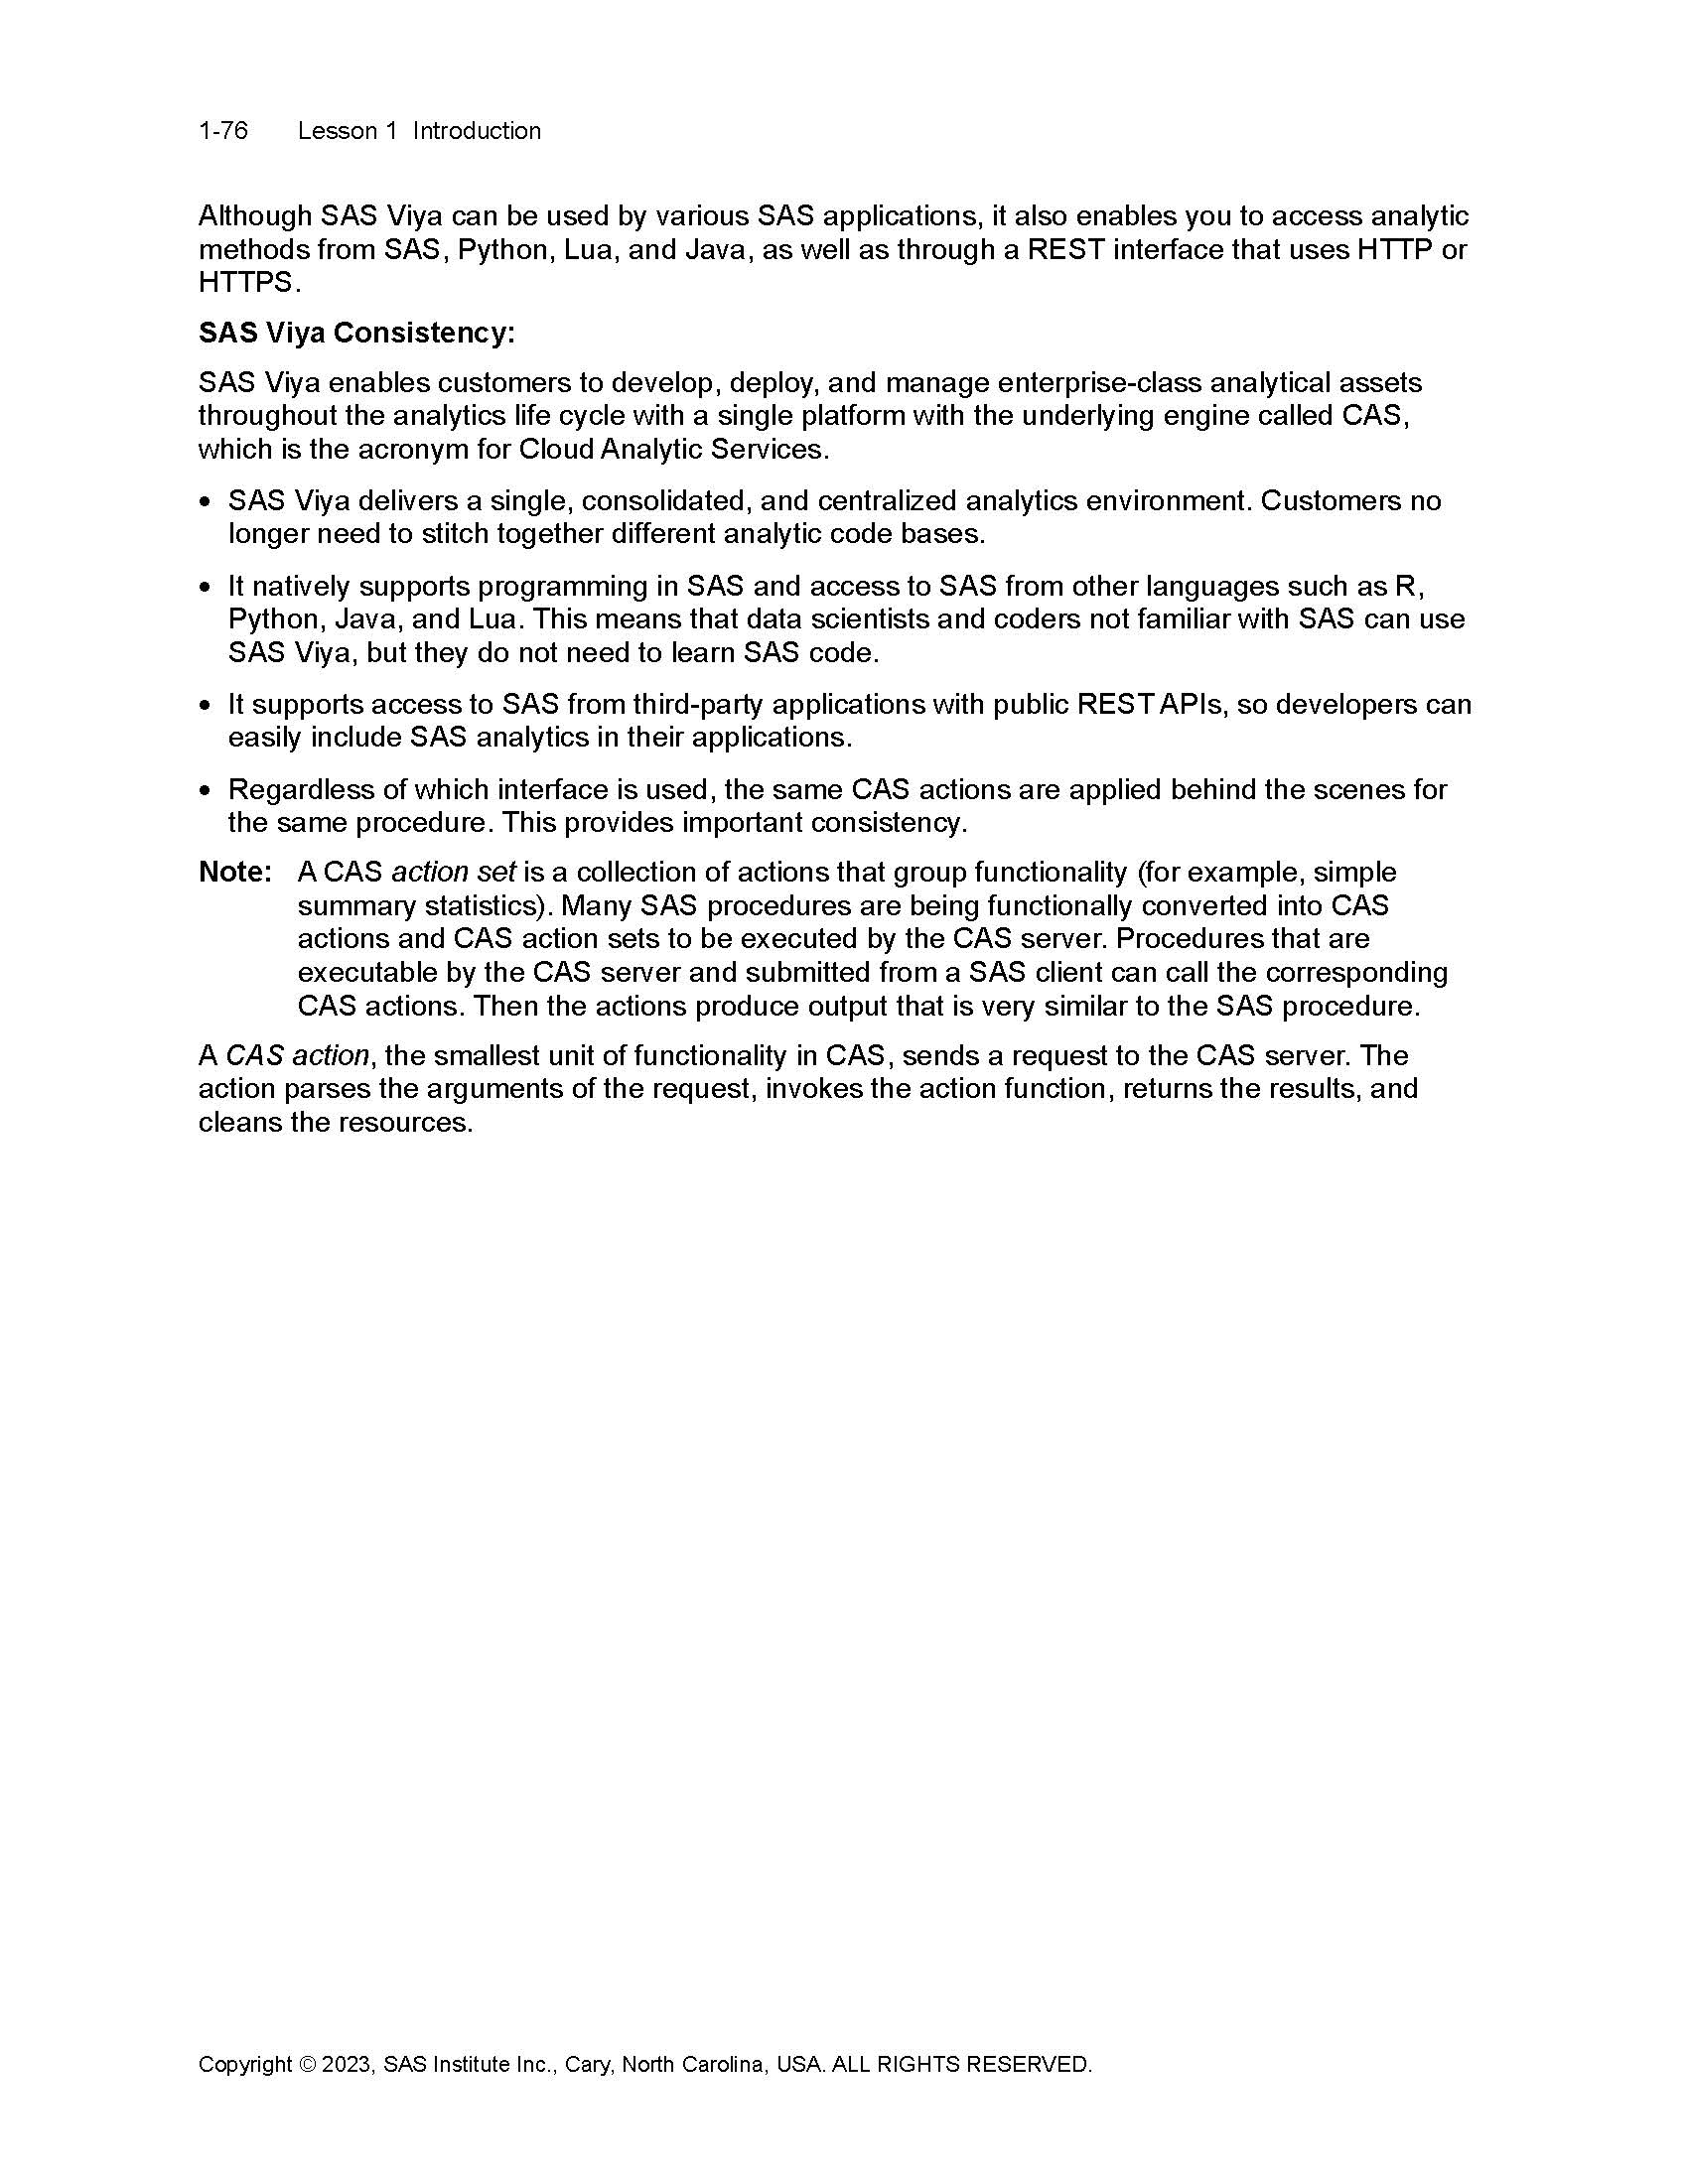 1-76 Lesson 1 Introduction
Although SAS Viya can be used by various SAS applications, it also enables you to access analytic
methods from SAS, Python, Lua, and Java, as well as through a REST interface that uses HTTP or
HTTPS.
SAS Viya Consistency:
SAS Viya enables customers to develop, deploy, and manage enterprise-class analytical assets
throughout the analytics life cycle with a single platform with the underlying engine called CAS,
which is the acronym for Cloud Analytic Services.
• SAS Viya delivers a single, consolidated, and centralized analytics environment. Customers no
longer need to stitch together different analytic code bases.
• It natively supports programming in SAS and access to SAS from other languages such as R,
Python, Java, and Lua. This means that data scientists and coders not familiar with SAS can use
SAS Viya, but they do not need to learn SAS code.
• It supports access to SAS from third-party applications with public REST APIs, so developers can
easily include SAS analytics in their applications.
• Regardless of which interface is used, the same CAS actions are applied behind the scenes for
the same procedure. This provides important consistency.
Note: A CAS action set is a collection of actions that group functionality (for example, simple
summary statistics). Many SAS procedures are being functionally converted into CAS
actions and CAS action sets to be executed by the CAS server. Procedures that are
executable by the CAS server and submitted from a SAS client can call the corresponding
CAS actions. Then the actions produce output that is very similar to the SAS procedure.
A CAS action, the smallest unit of functionality in CAS, sends a request to the CAS server. The
action parses the arguments of the request, invokes the action function, returns the results, and
cleans the resources.
Copyright © 2023, SAS Institute Inc., Cary, North Carolina, USA. ALL RIGHTS RESERVED.